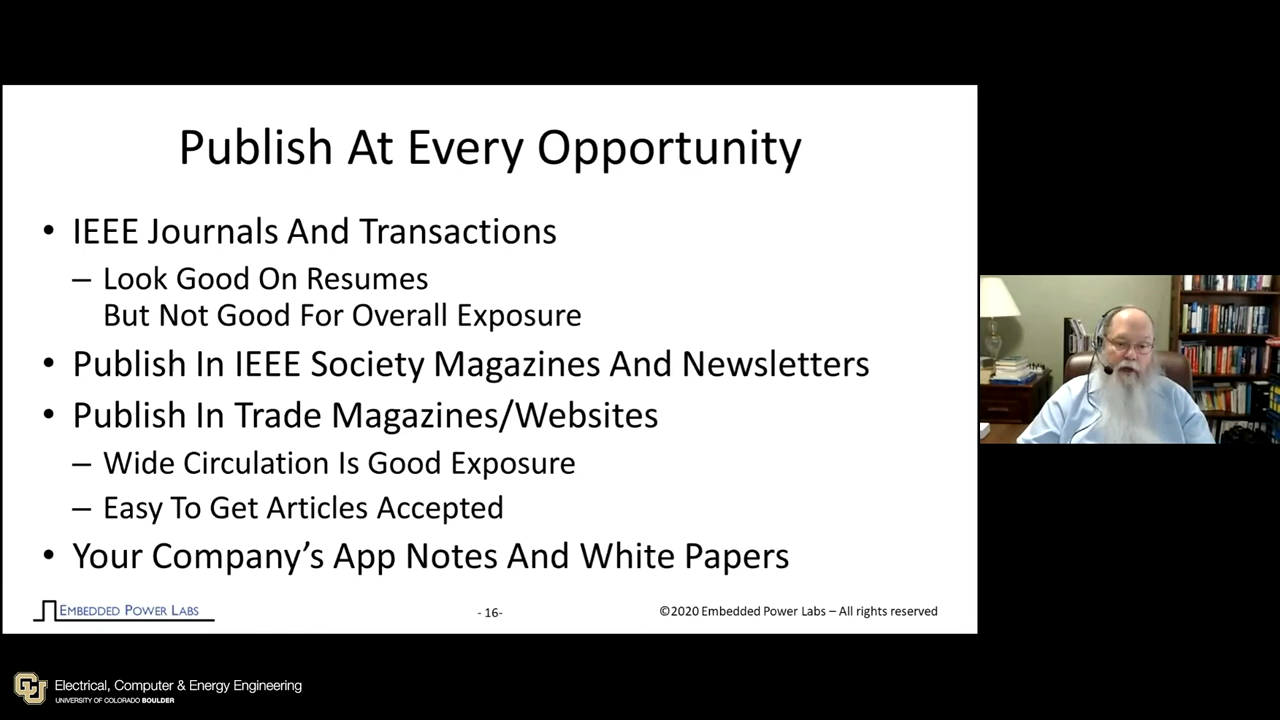 Publish At Every Opportunity
• IEEE Journals And Transactions
– Look Good On Resumes
But Not Good For Overall Exposure
• Publish In IEEE Society Magazines And Newsletters
• Publish In Trade Magazines/Websites
– Wide Circulation Is Good Exposure
– Easy To Get Articles Accepted
• Your Company’s App Notes And White Papers
EMBEDDED POWER LABS
- 16-
©2020 Embedded Power Labs – All rights reserved
CU
Electrical, Computer & Energy Engineering
UNIVERSITY OF COLORADO BOULDER